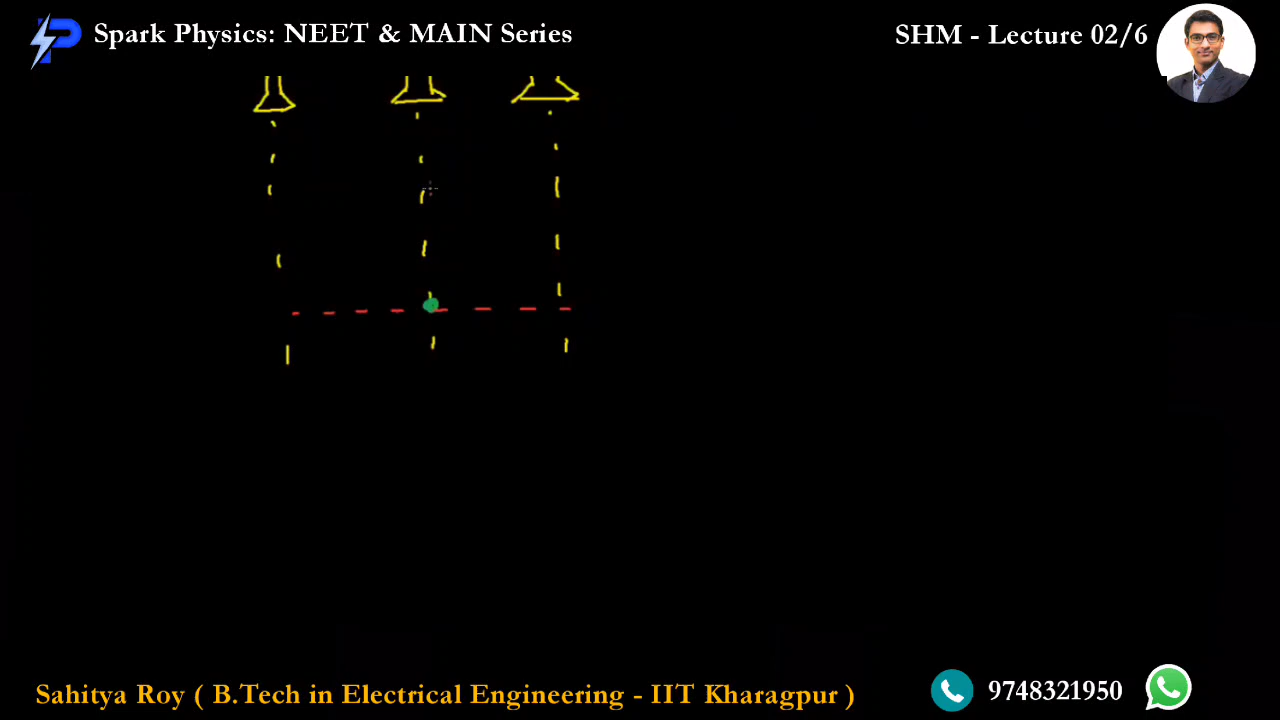 Spark Physics: NEET & MAIN Series
SHM - Lecture 02/6
Sahitya Roy ( B.Tech in Electrical Engineering - IIT Kharagpur )
9748321950